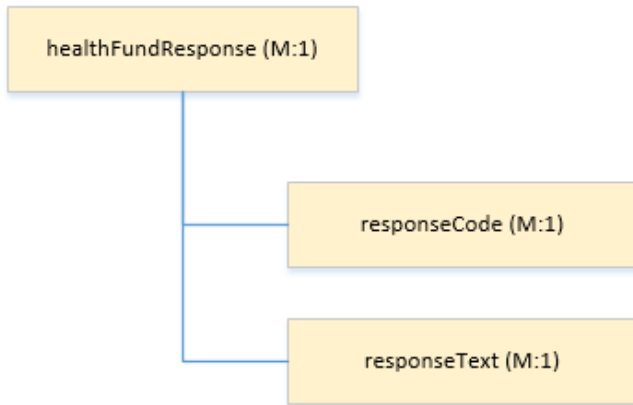 healthFundResponse (M:1)
responseCode (M:1)
responseText (M:1)